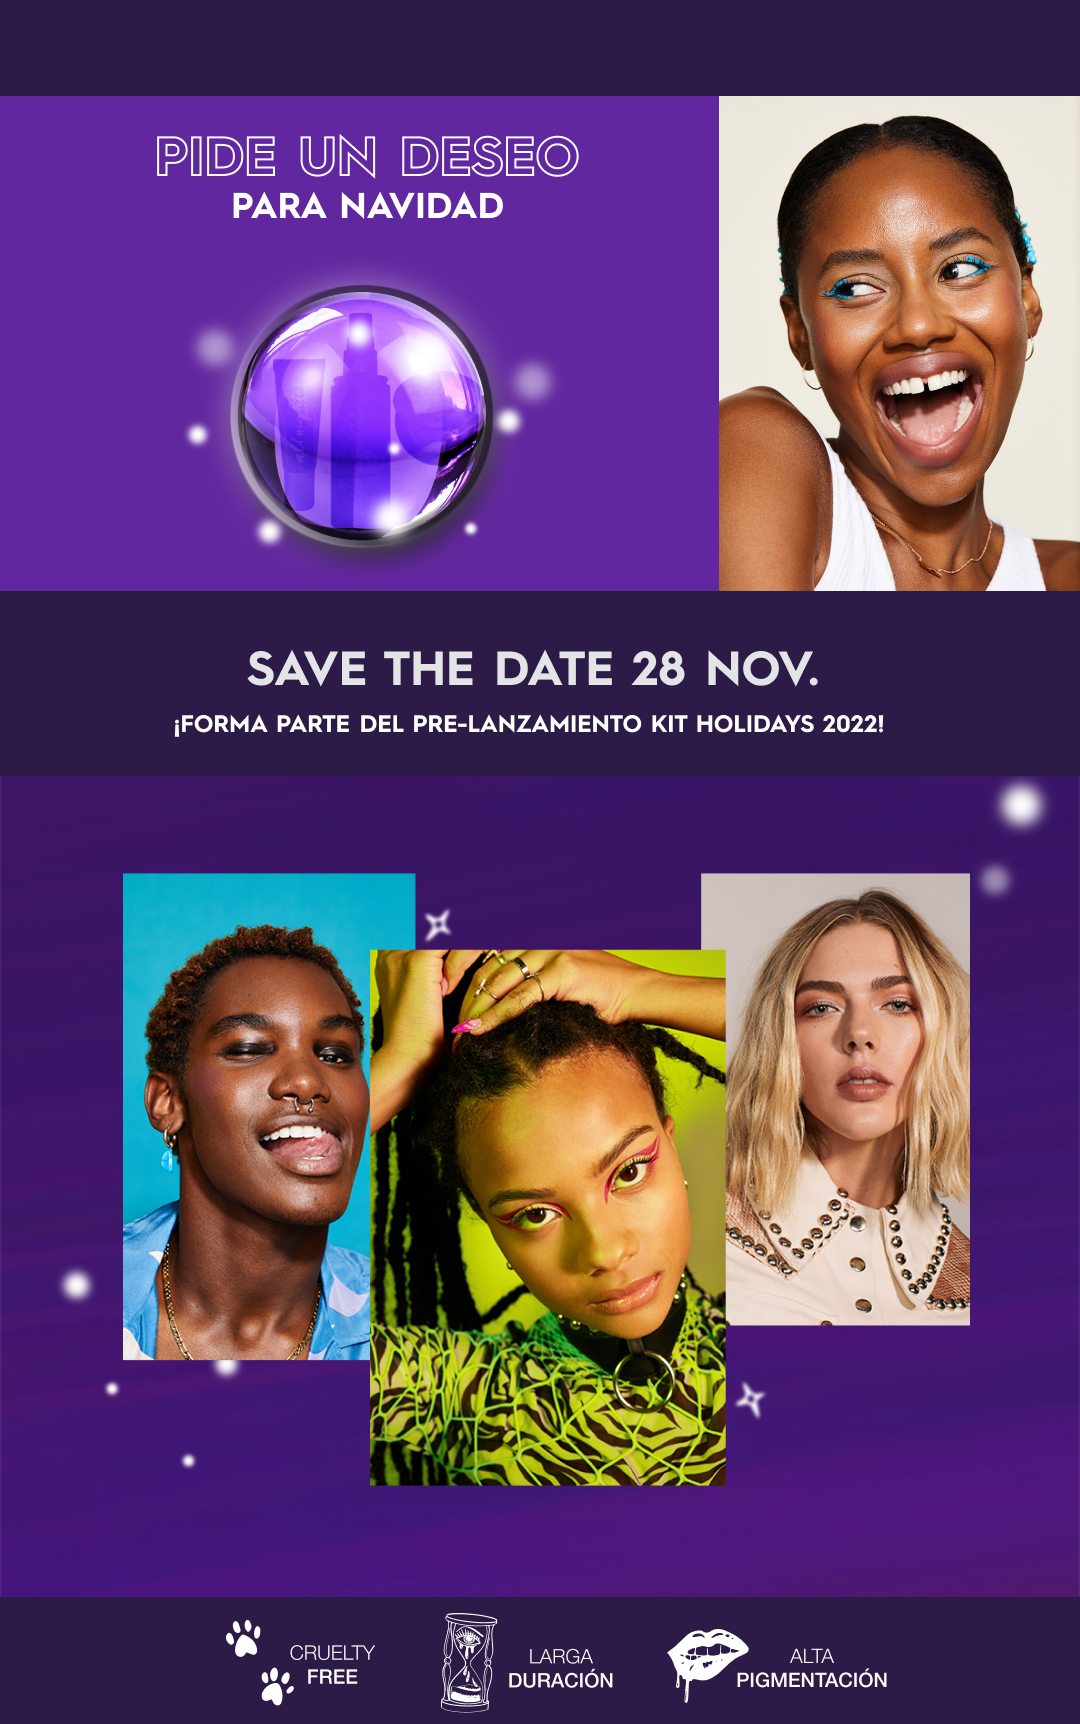 PIDE UN DESEO
PARA NAVIDAD
SAVE THE DATE 28 NOV.
¡FORMA PARTE DEL PRE-LANZAMIENTO KIT HOLIDAYS 2022!
CRUELTY
FREE
LARGA
DURACIÓN
ALTA
PIGMENTACIÓN